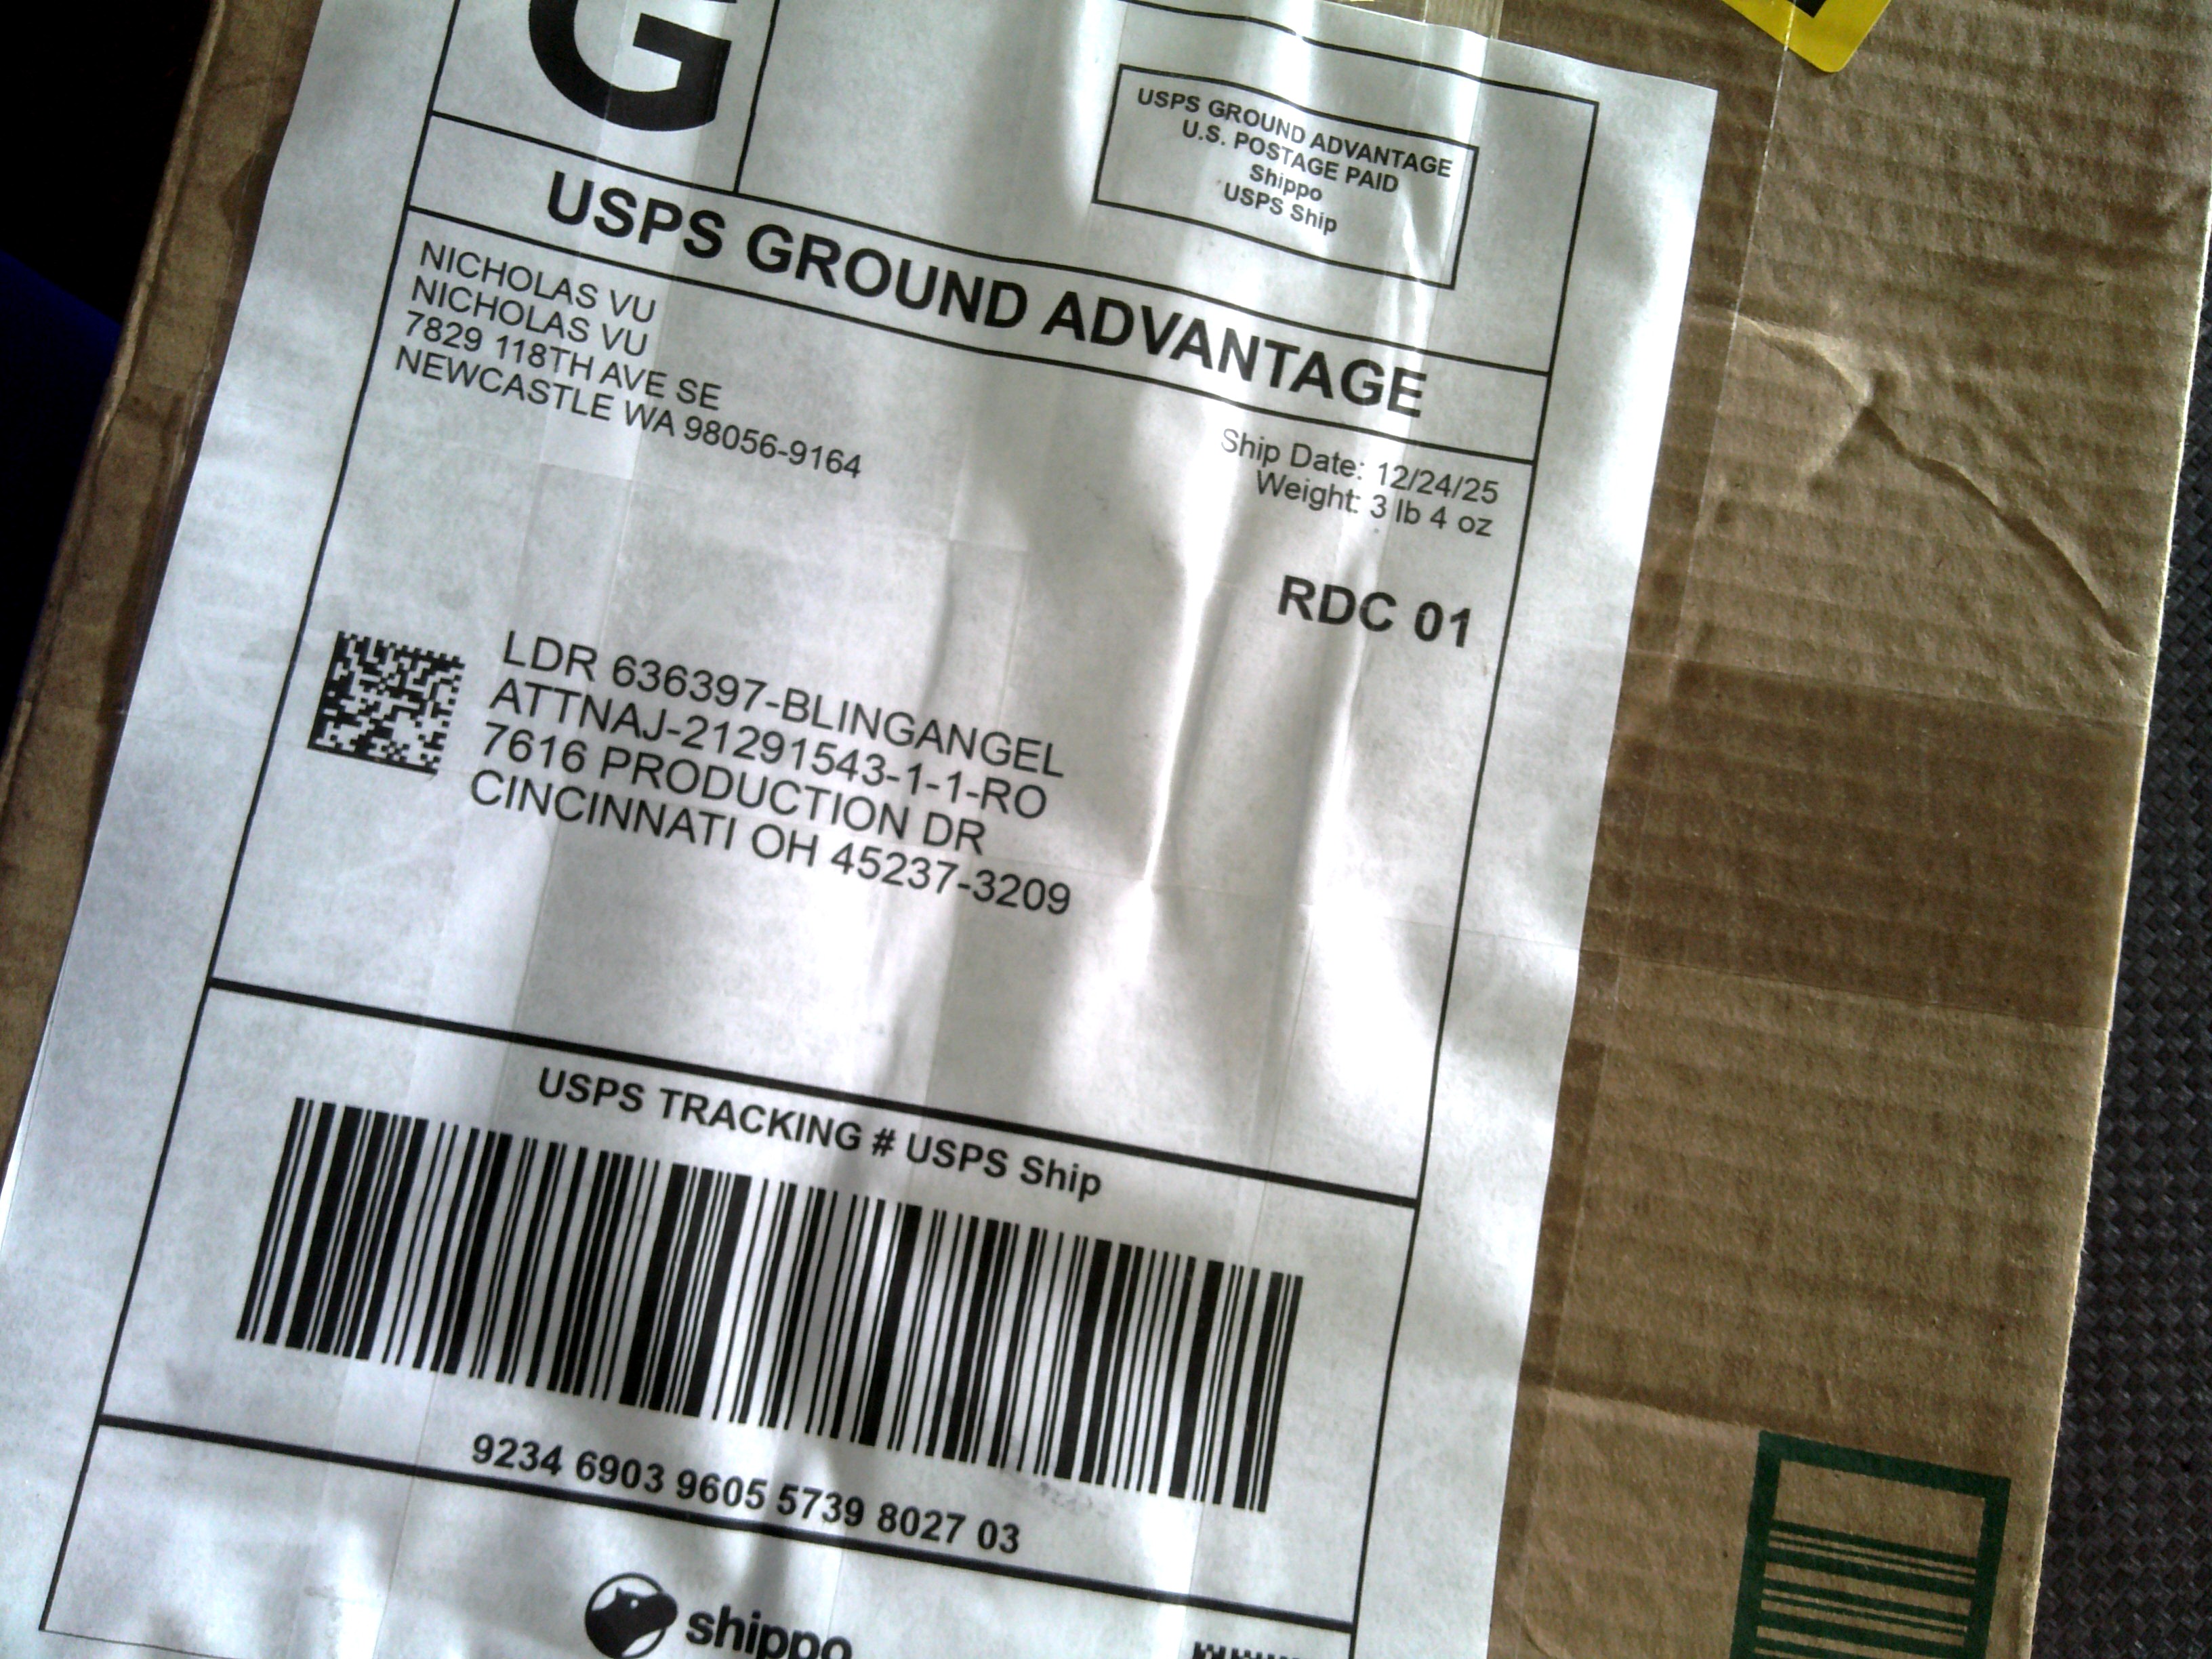 G
USPS GROUND ADVANTAGE
U.S. POSTAGE PAID
Shippo
USPS Ship
USPS GROUND ADVANTAGE
NICHOLAS VU
NICHOLAS VU
7829 118TH AVE SE
NEWCASTLE WA 98056-9164
Ship Date: 12/24/25
Weight: 3 lb 4 oz
RDC 01
LDR 636397-BLINGANGEL
ATTNAJ-21291543-1-1-RO
7616 PRODUCTION DR
CINCINNATI OH 45237-3209
USPS TRACKING # USPS Ship
9234 6903 9605 5739 8027 03
shippo